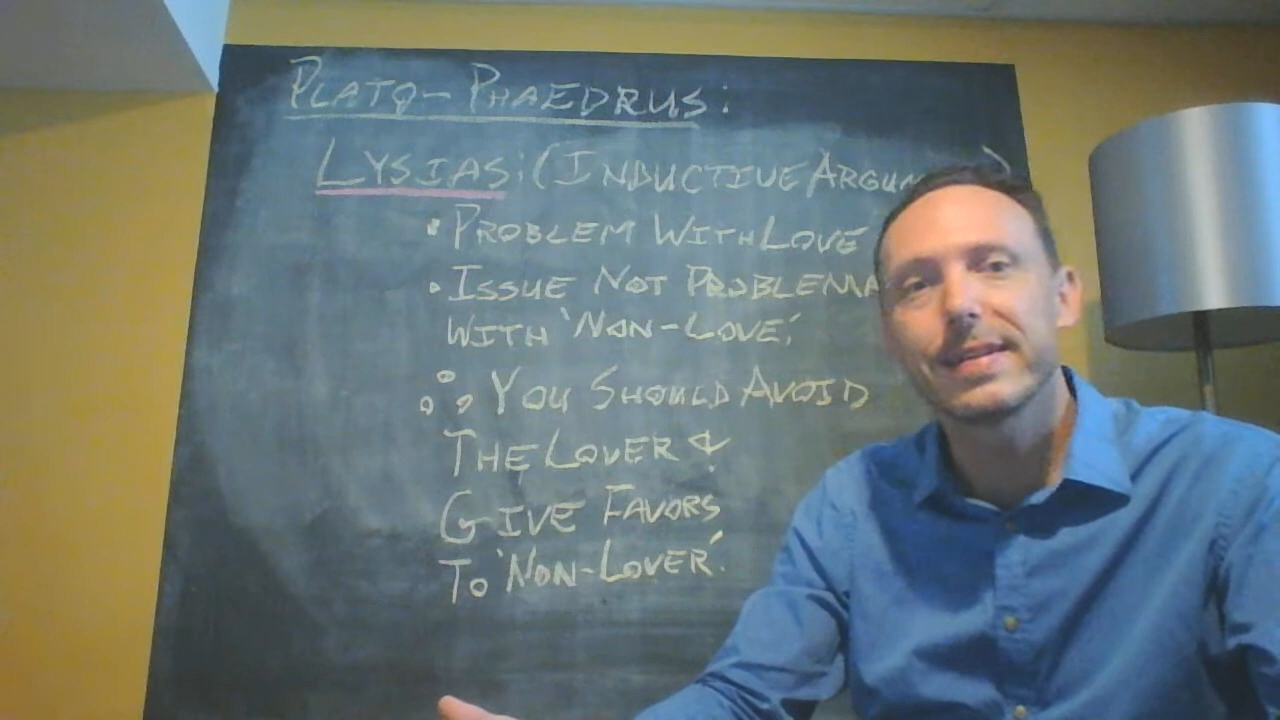 PLATO - PHAEDRUS:
LYSIAS: (INDUCTIVE )
• PROBLEM WITH LOVE
• ISSUE NOT
WITH 'NON-LOVE,'
∴ YOU SHOULD AVOID
THE LOVER &
GIVE FAVORS
TO 'NON-LOVER'.